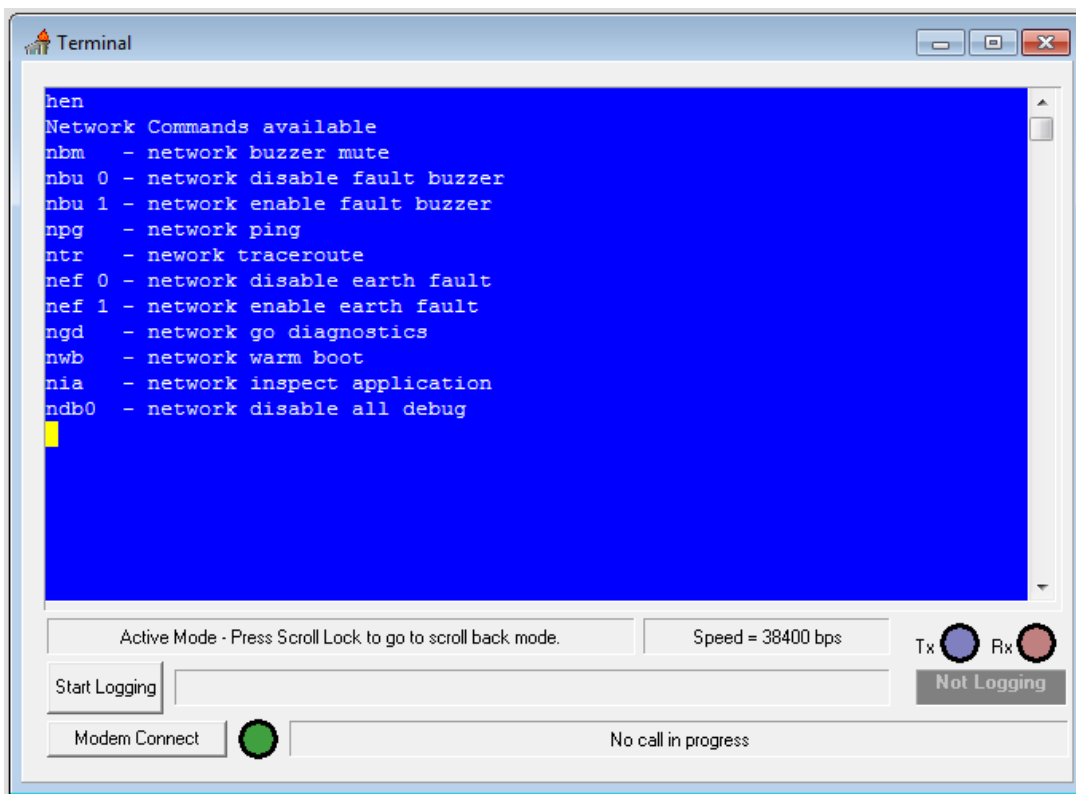 Terminal
hen
Network Commands available
nbm   - network buzzer mute
nbu 0 - network disable fault buzzer
nbu 1 - network enable fault buzzer
npg   - network ping
ntr   - nework traceroute
nef 0 - network disable earth fault
nef 1 - network enable earth fault
ngd   - network go diagnostics
nwb   - network warm boot
nia   - network inspect application
ndb0  - network disable all debug
Active Mode - Press Scroll Lock to go to scroll back mode.
Speed = 38400 bps
Tx Rx
Start Logging
Not Logging
Modem Connect
No call in progress